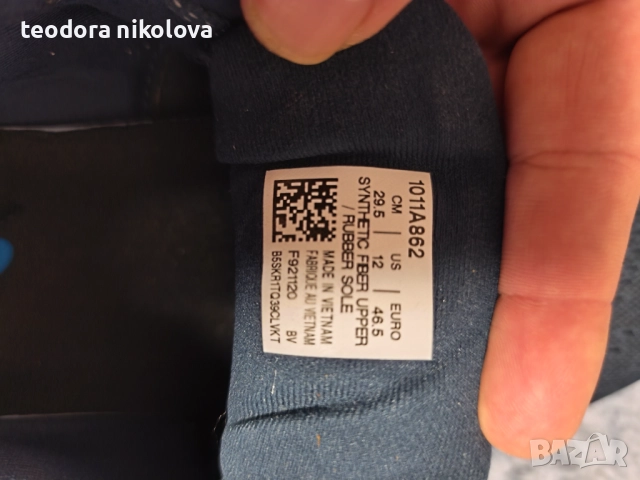 teodora nikolova
1011A862
CM | US | EURO
29.5 | 12 | 46.5
SYNTHETIC FIBER UPPER
/ RUBBER SOLE
MADE IN VIETNAM
FABRIQUE AU VIETNAM
F921120 BV
B5SKR1TQ39CLVKT
BAZAR